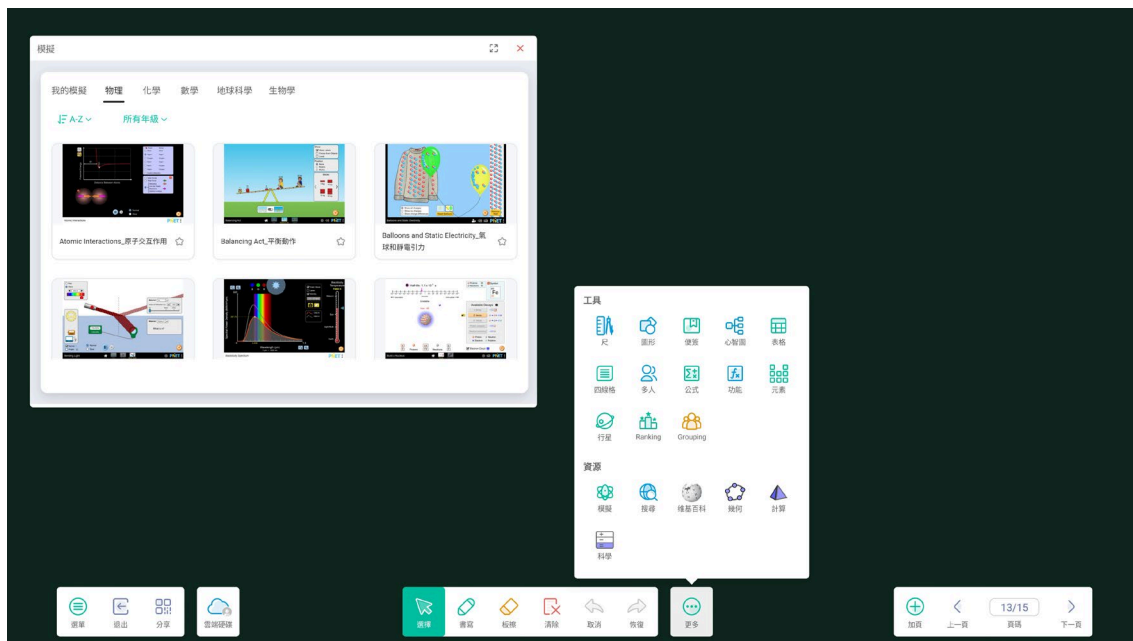 模擬
我的模擬 物理 化學 數學 地球科學 生物學
A-Z 所有年級
Atomic Interactions_原子交互作用
Balancing Act_平衡動作
Balloons and Static Electricity_氣
球和靜電引力
工具
尺 圖形 便簽 心智圖 表格
四線格 多人 公式 功能 元素
行星 Ranking Grouping
資源
模擬 搜尋 维基百科 幾何 計算
科學
選單 退出 分享 雲端硬碟 選擇 書寫 板擦 清除 取消 恢復 更多 加頁 上一頁 13/15 頁碼 下一頁